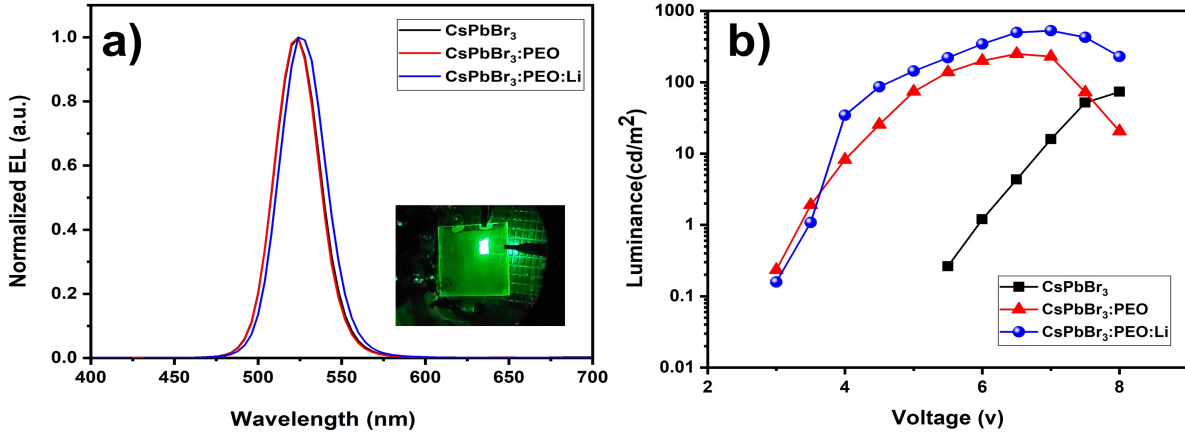 a)
CsPbBr₃
CsPbBr₃:PEO
CsPbBr₃:PEO:Li
Normalized EL (a.u.)
1.0
0.8
0.6
0.4
0.2
0.0
400 450 500 550 600 650 700
Wavelength (nm)
b)
Luminance(cd/m²)
1000
100
10
1
0.1
0.01
CsPbBr₃
CsPbBr₃:PEO
CsPbBr₃:PEO:Li
2 4 6 8
Voltage (v)